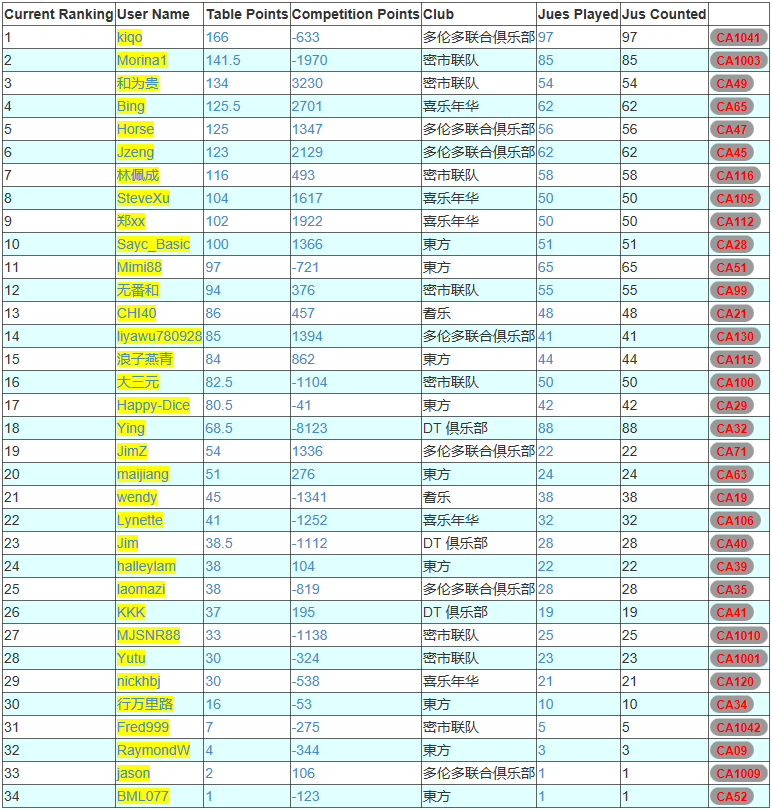 Current Ranking User Name Table Points Competition Points Club Jues Played Jus Counted
1 kiqo 166 -633 多伦多联合俱乐部 97 97 CA1041
2 Morina1 141.5 -1970 密市联队 85 85 CA1003
3 和为贵 134 3230 密市联队 54 54 CA49
4 Bing 125.5 2701 喜乐年华 62 62 CA65
5 Horse 125 1347 多伦多联合俱乐部 56 56 CA47
6 Jzeng 123 2129 多伦多联合俱乐部 62 62 CA45
7 林佩成 116 493 密市联队 58 58 CA116
8 SteveXu 104 1617 喜乐年华 50 50 CA105
9 郑xx 102 1922 喜乐年华 50 50 CA112
10 Sayc_Basic 100 1366 東方 51 51 CA28
11 Mimi88 97 -721 東方 65 65 CA51
12 无番和 94 376 密市联队 55 55 CA99
13 CHI40 86 457 耆乐 48 48 CA21
14 liyawu780928 85 1394 多伦多联合俱乐部 41 41 CA130
15 浪子燕青 84 862 東方 44 44 CA115
16 大三元 82.5 -1104 密市联队 50 50 CA100
17 Happy-Dice 80.5 -41 東方 42 42 CA29
18 Ying 68.5 -8123 DT 俱乐部 88 88 CA32
19 JimZ 54 1336 多伦多联合俱乐部 22 22 CA71
20 maijiang 51 276 東方 24 24 CA63
21 wendy 45 -1341 耆乐 38 38 CA19
22 Lynette 41 -1252 喜乐年华 32 32 CA106
23 Jim 38.5 -1112 DT 俱乐部 28 28 CA40
24 halleylam 38 104 東方 22 22 CA39
25 laomazi 38 -819 多伦多联合俱乐部 28 28 CA35
26 KKK 37 195 DT 俱乐部 19 19 CA41
27 MJSNR88 33 -1138 密市联队 25 25 CA1010
28 Yutu 30 -324 密市联队 23 23 CA1001
29 nickhbj 30 -538 喜乐年华 21 21 CA120
30 行万里路 16 -53 東方 10 10 CA34
31 Fred999 7 -275 密市联队 5 5 CA1042
32 RaymondW 4 -344 東方 3 3 CA09
33 jason 2 106 多伦多联合俱乐部 1 1 CA1009
34 BML077 1 -123 東方 1 1 CA52